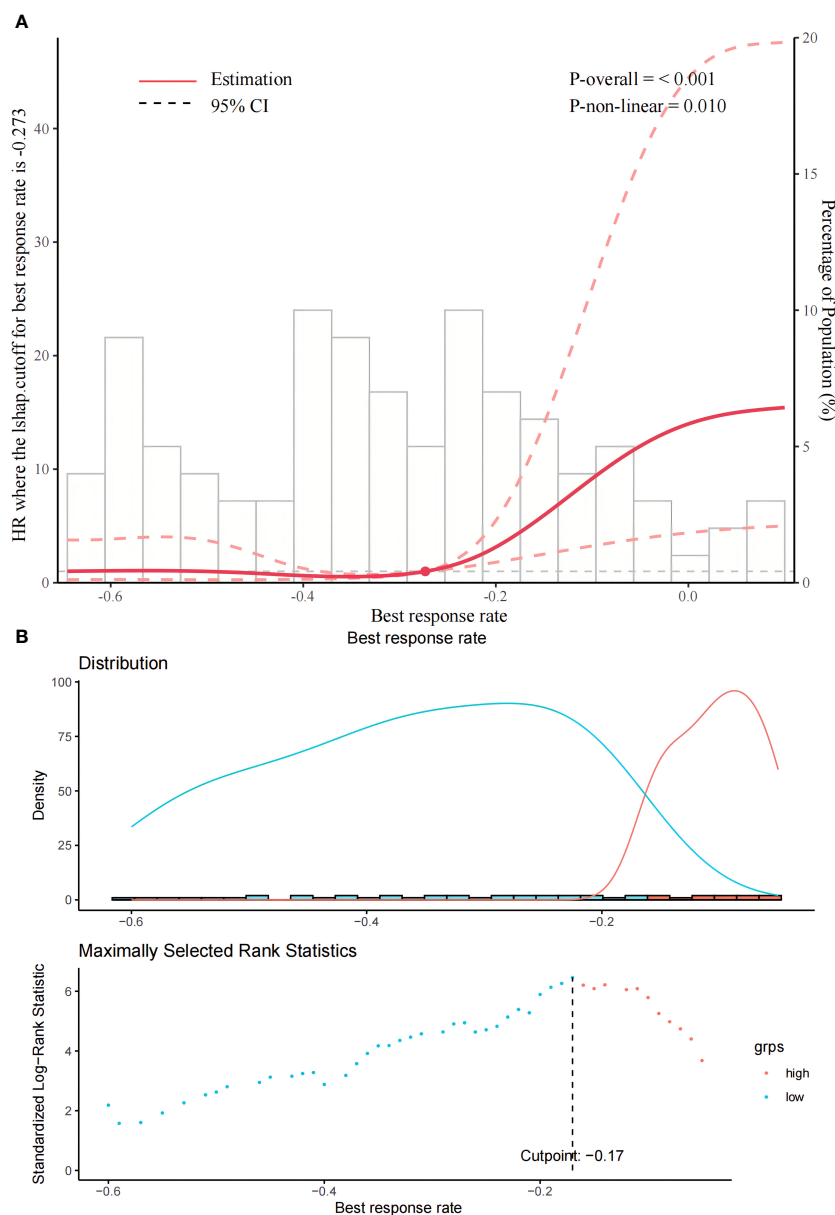 A
HR where the lshap.cutoff for best response rate is -0.273
Estimation
95% CI
P-overall = < 0.001
P-non-linear = 0.010
0
10
20
30
40
0
5
10
15
20
Percentage of Population (%)
-0.6
-0.4
-0.2
0.0
Best response rate
B
Best response rate
Distribution
Density
100
75
50
25
0
−0.6
−0.4
−0.2
Maximally Selected Rank Statistics
Standardized Log−Rank Statistic
6
4
2
0
Cutpoint: −0.17
−0.6
−0.4
−0.2
Best response rate
grps
high
low